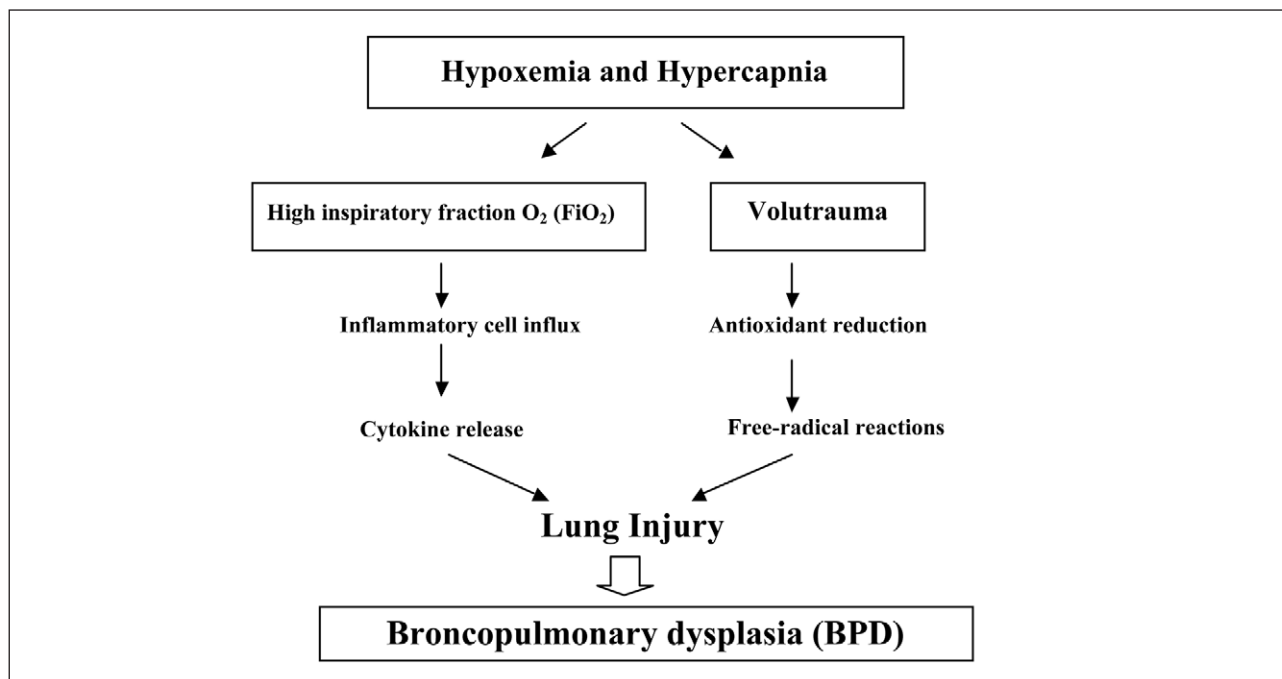 Hypoxemia and Hypercapnia
High inspiratory fraction O₂ (FiO₂)
Volutrauma
Inflammatory cell influx
Antioxidant reduction
Cytokine release
Free-radical reactions
Lung Injury
Broncopulmonary dysplasia (BPD)